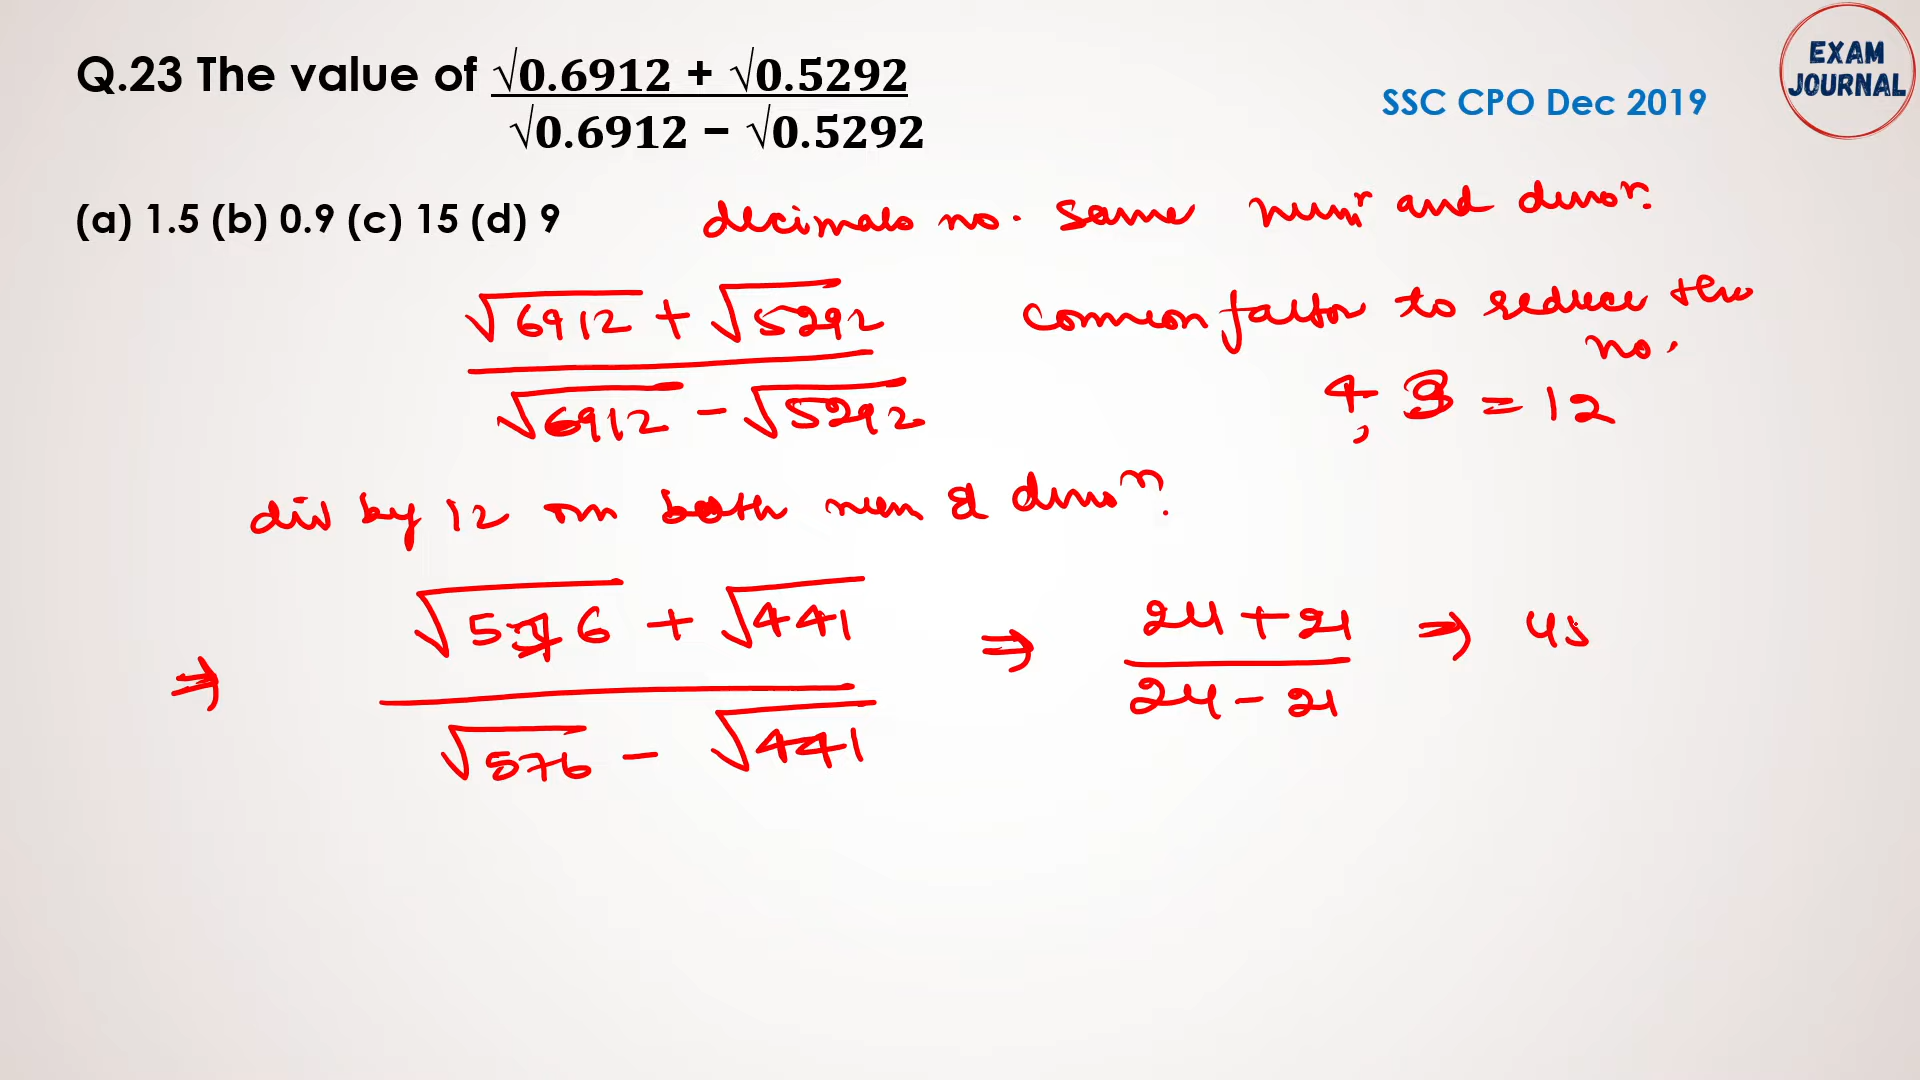 Q.23 The value of √0.6912 + √0.5292
√0.6912 − √0.5292
EXAM
JOURNAL
SSC CPO Dec 2019
(a) 1.5 (b) 0.9 (c) 15 (d) 9
decimals no. same numr and denor.
√6912 + √5292
√6912 − √5292
common factor to reduce the
no.
4, 3 = 12
div by 12 on both num & denon.
⇒ √576 + √441
√576 − √441
⇒ 24 + 21
24 − 21
⇒ 45